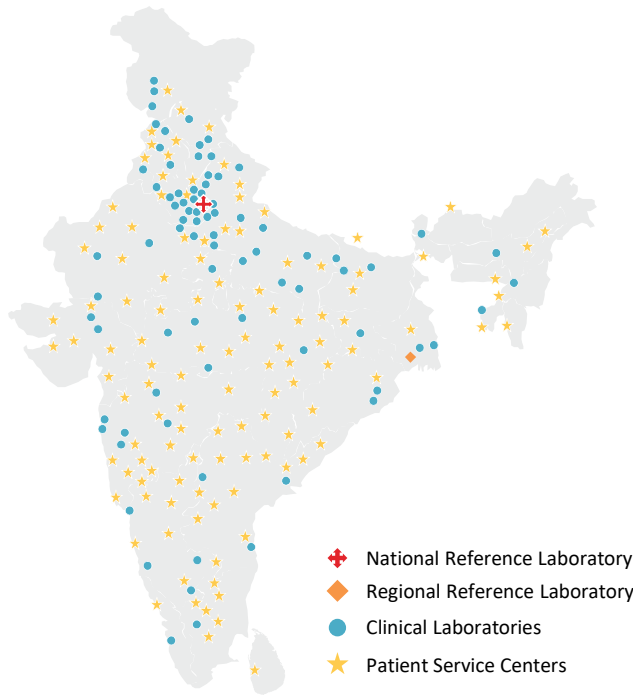 National Reference Laboratory
Regional Reference Laboratory
Clinical Laboratories
Patient Service Centers